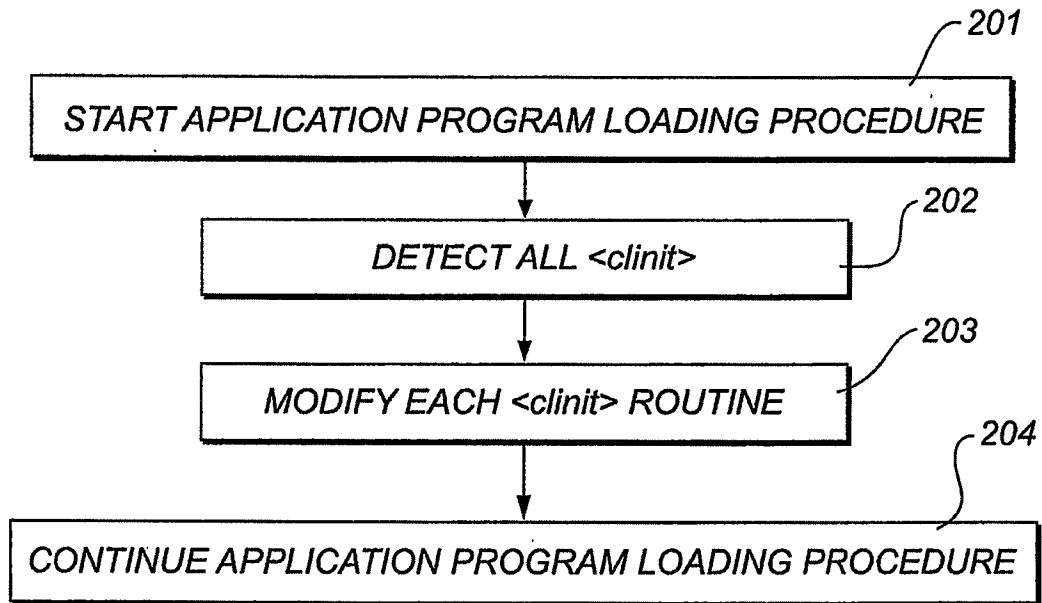 201
START APPLICATION PROGRAM LOADING PROCEDURE
202
DETECT ALL <clinit>
203
MODIFY EACH <clinit> ROUTINE
204
CONTINUE APPLICATION PROGRAM LOADING PROCEDURE